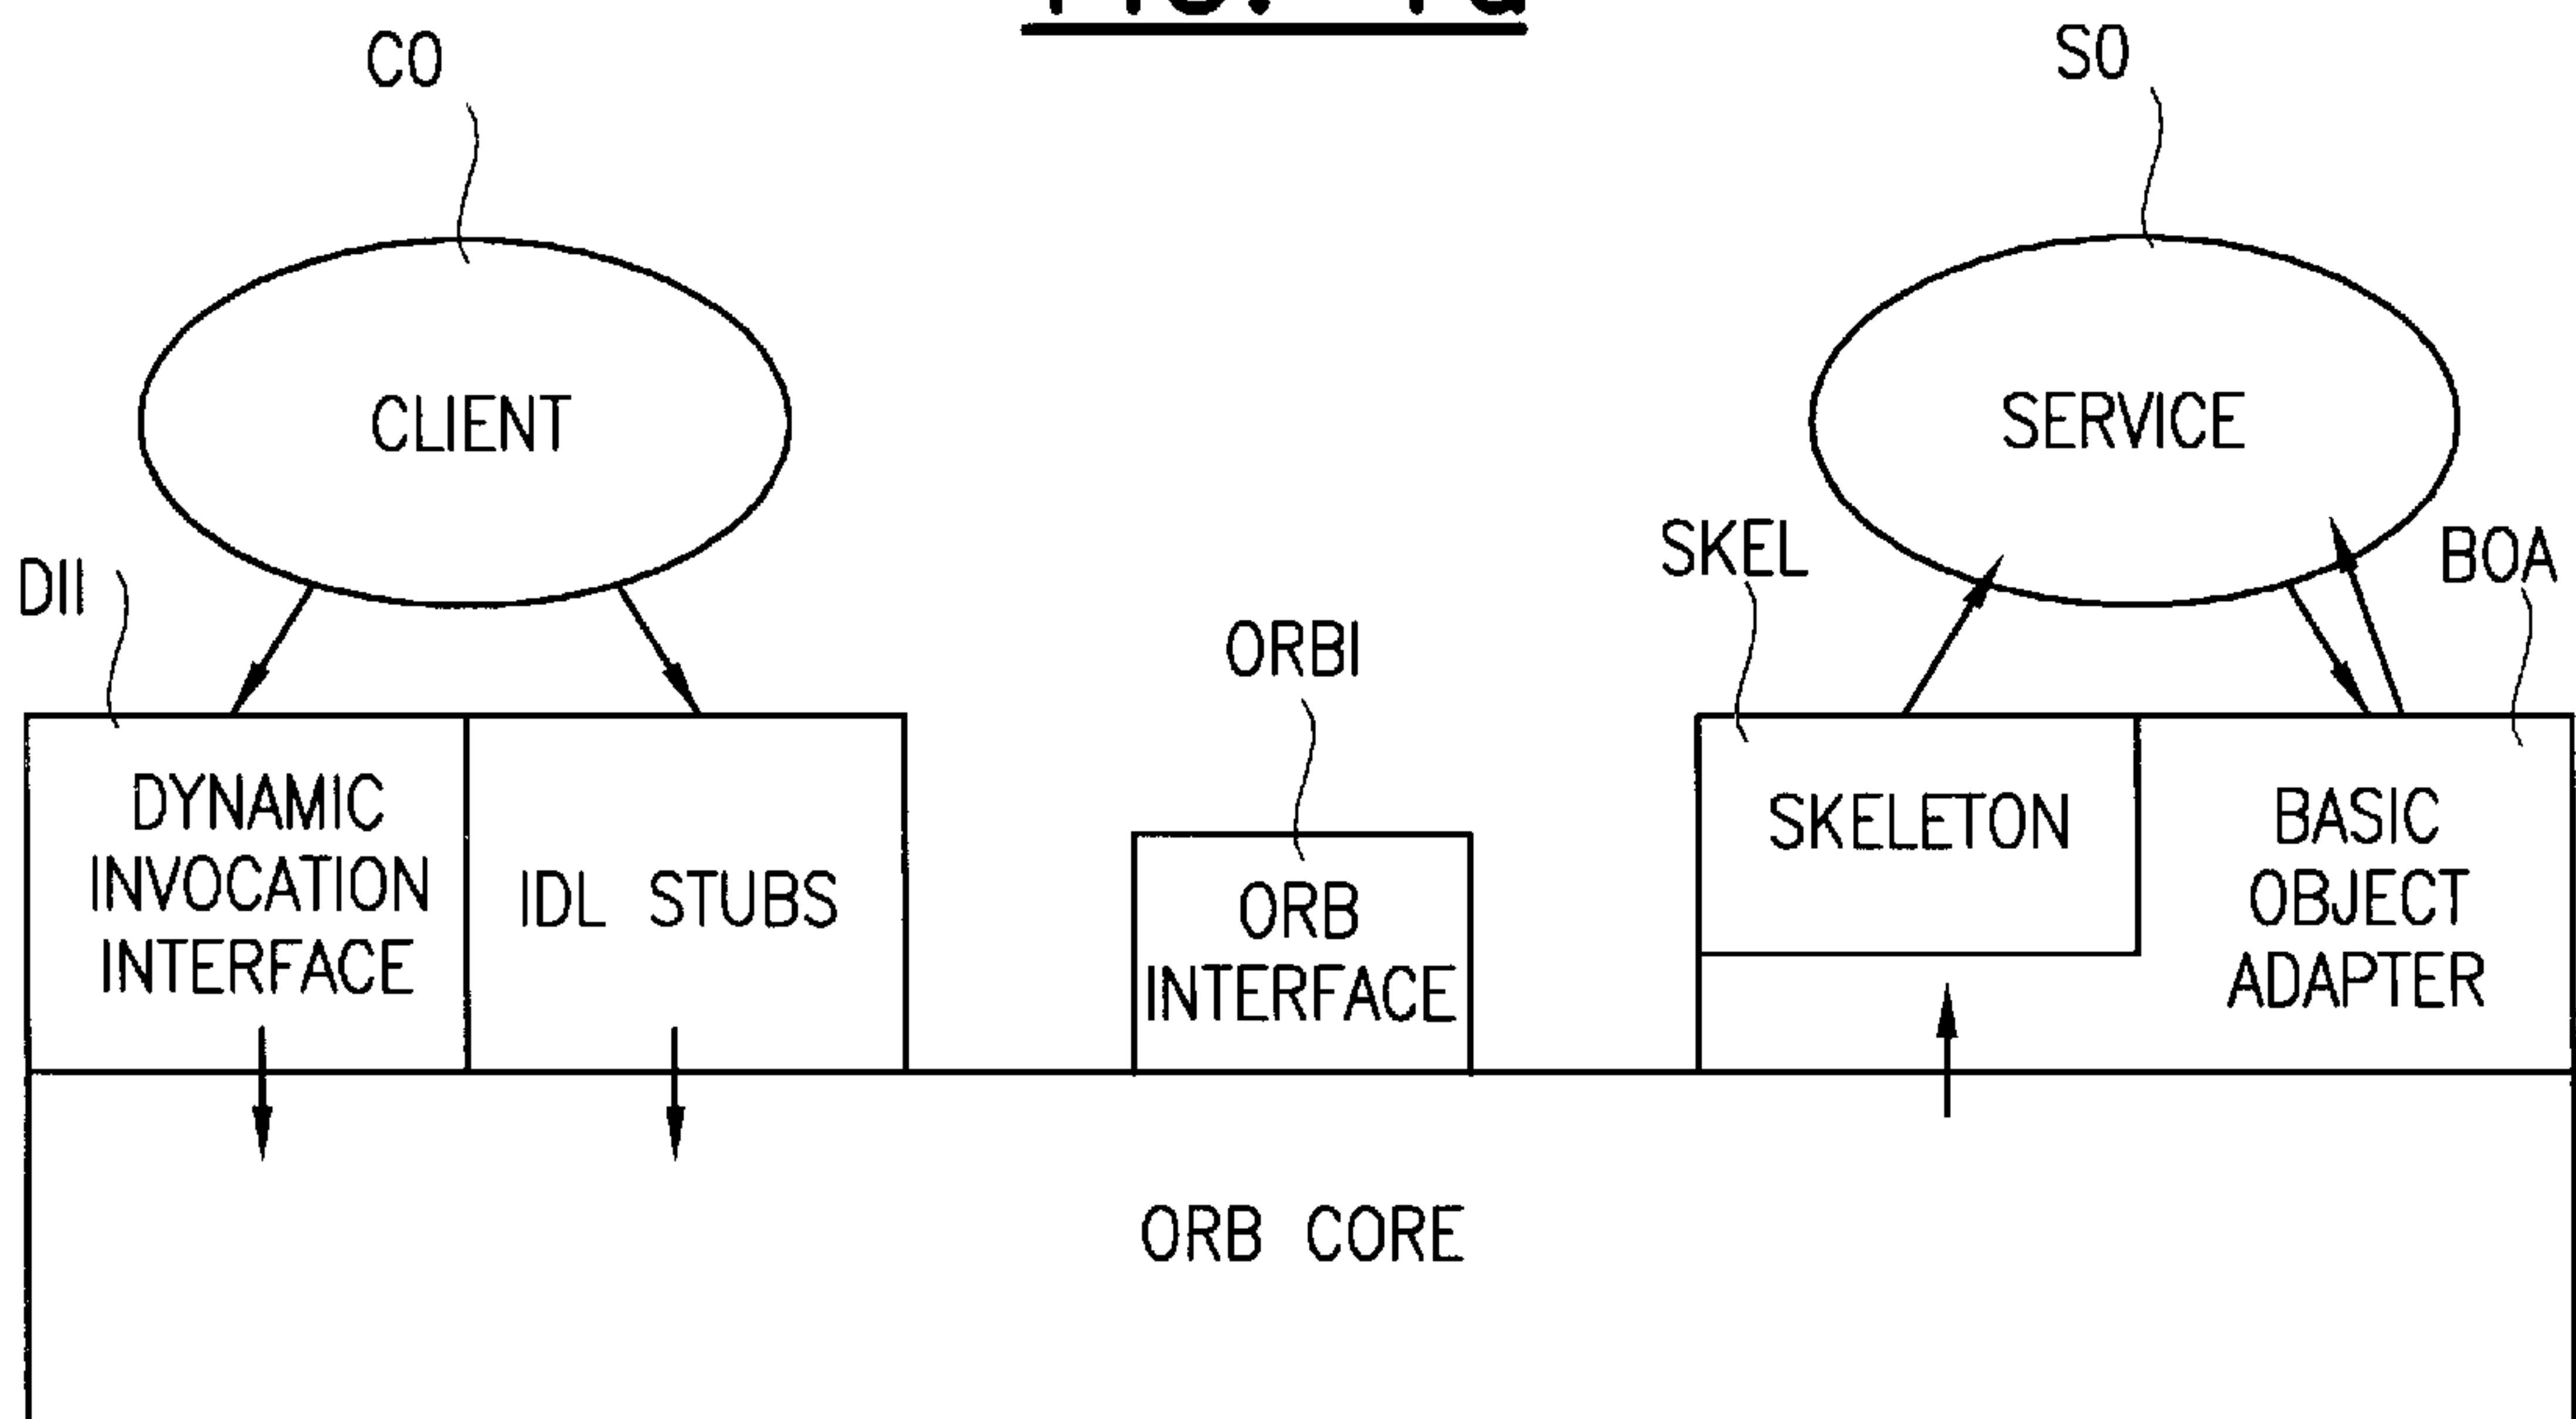 CO
SO
CLIENT
SERVICE
SKEL
BOA
DII
ORBI
DYNAMIC
INVOCATION
INTERFACE
IDL STUBS
ORB
INTERFACE
SKELETON
BASIC
OBJECT
ADAPTER
ORB CORE